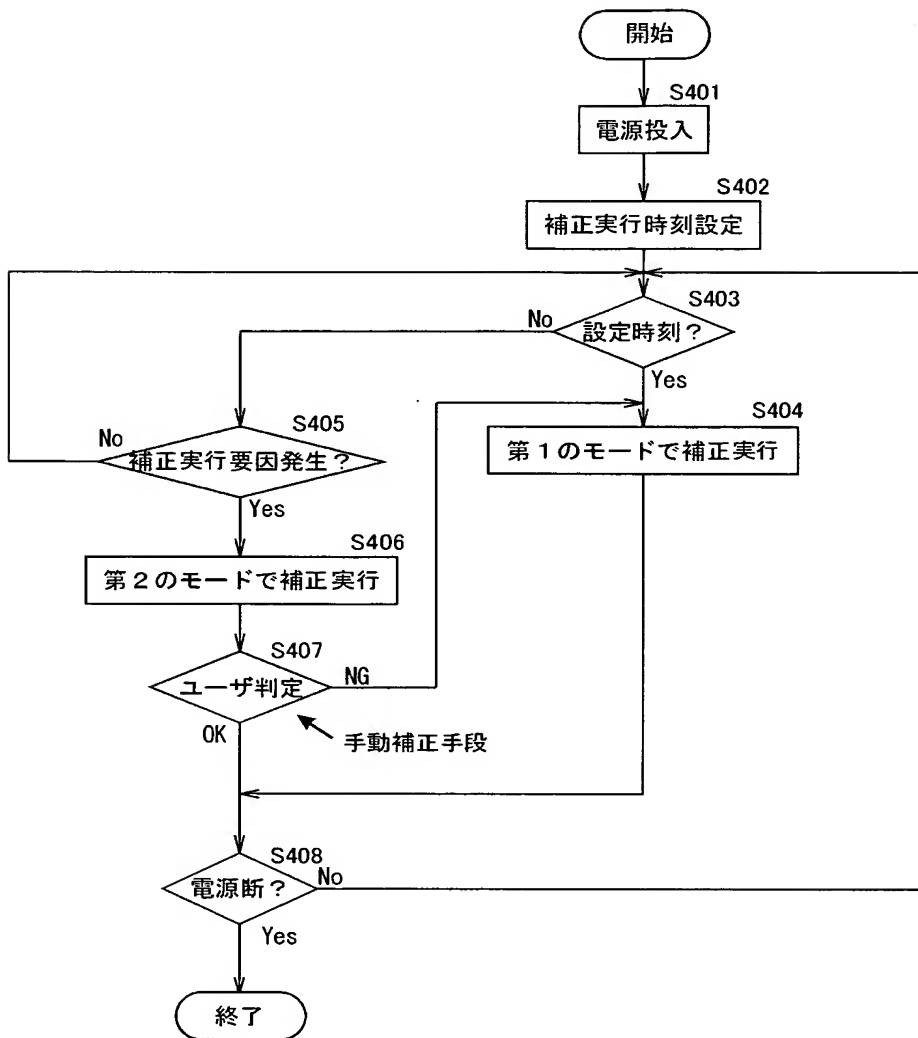 開始
S401
電源投入
S402
補正実行時刻設定
S403
No
設定時刻?
Yes
S404
第1のモードで補正実行
S405
No
補正実行要因発生?
Yes
S406
第2のモードで補正実行
S407
ユーザ判定
NG
OK
手動補正手段
S408
電源断?
No
Yes
終了